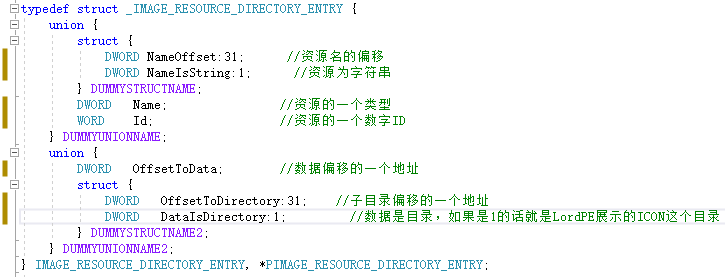 typedef struct _IMAGE_RESOURCE_DIRECTORY_ENTRY {
union {
struct {
DWORD NameOffset:31; //资源名的偏移
DWORD NameIsString:1; //资源为字符串
} DUMMYSTRUCTNAME;
DWORD Name; //资源的一个类型
WORD Id; //资源的一个数字ID
} DUMMYUNIONNAME;
union {
DWORD OffsetToData; //数据偏移的一个地址
struct {
DWORD OffsetToDirectory:31; //子目录偏移的一个地址
DWORD DataIsDirectory:1; //数据是目录，如果是1的话就是LordPE展示的ICON这个目录
} DUMMYSTRUCTNAME2;
} DUMMYUNIONNAME2;
} IMAGE_RESOURCE_DIRECTORY_ENTRY, *PIMAGE_RESOURCE_DIRECTORY_ENTRY;